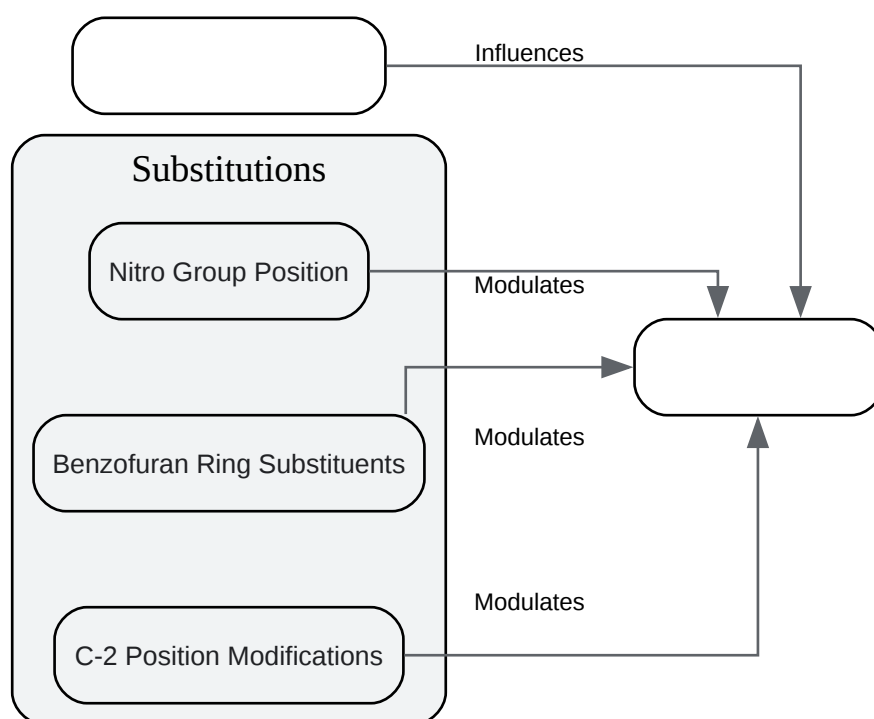 Influences
Substitutions
Nitro Group Position
Modulates
Benzofuran Ring Substituents
Modulates
Modulates
C-2 Position Modifications